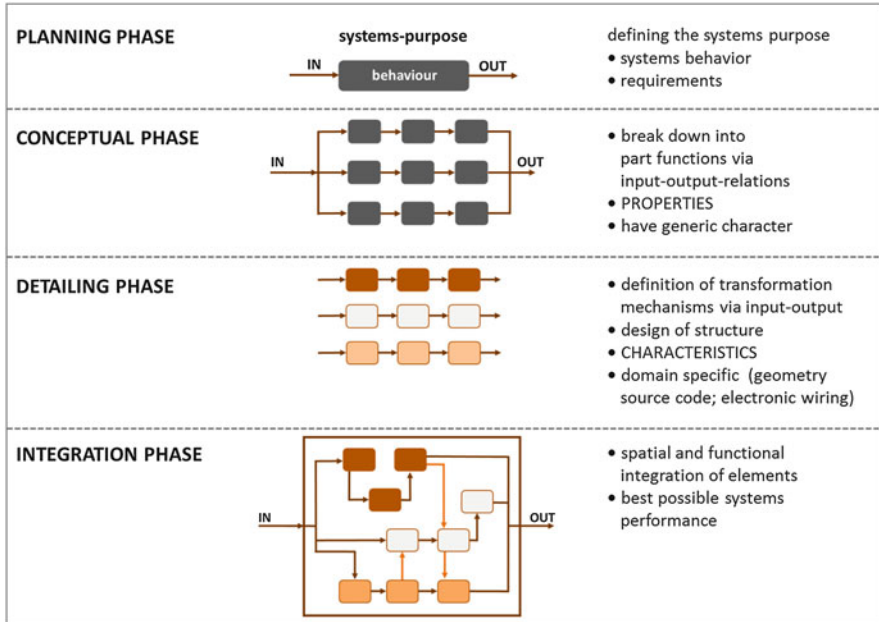 PLANNING PHASE
systems-purpose
IN
behaviour
OUT
defining the systems purpose
• systems behavior
• requirements
CONCEPTUAL PHASE
IN
OUT
• break down into
part functions via
input-output-relations
• PROPERTIES
• have generic character
DETAILING PHASE
• definition of transformation
mechanisms via input-output
• design of structure
• CHARACTERISTICS
• domain specific (geometry
source code; electronic wiring)
INTEGRATION PHASE
IN
OUT
• spatial and functional
integration of elements
• best possible systems
performance